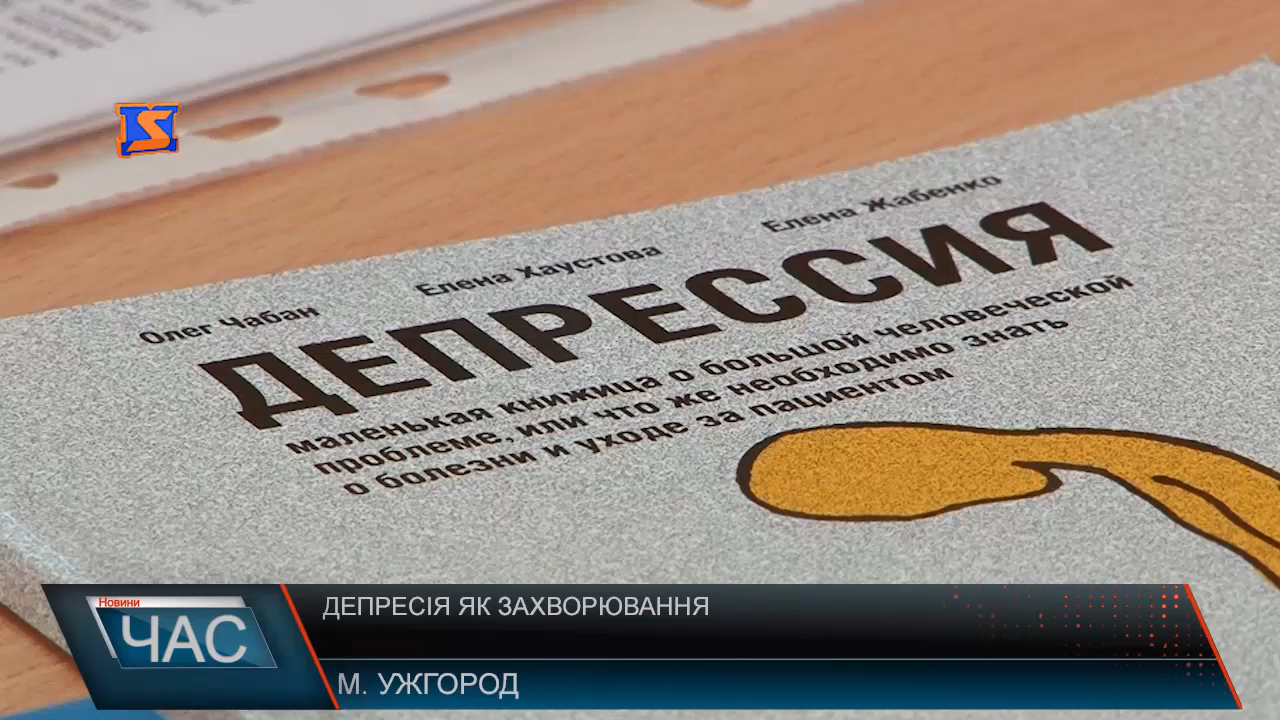 Олег Чабан Елена Хаустова Елена Жабенко
ДЕПРЕССИЯ
маленькая книжица о большой человеческой
проблеме, или что же необходимо знать
о болезни и уходе за пациентом
Новини
ЧАС
ДЕПРЕСІЯ ЯК ЗАХВОРЮВАННЯ
М. УЖГОРОД